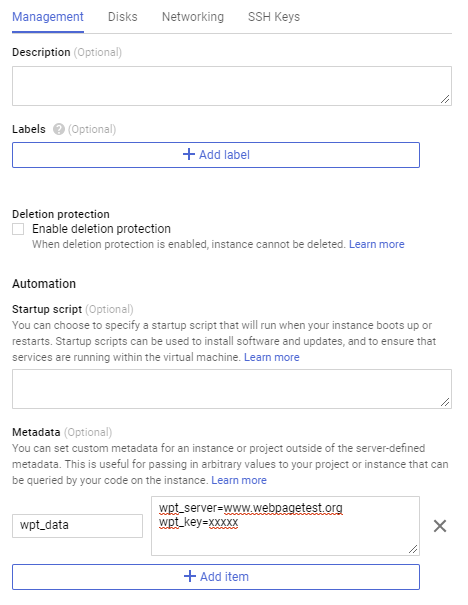 Management Disks Networking SSH Keys
Description (Optional)
Labels ? (Optional)
+ Add label
Deletion protection
Enable deletion protection
When deletion protection is enabled, instance cannot be deleted. Learn more
Automation
Startup script (Optional)
You can choose to specify a startup script that will run when your instance boots up or
restarts. Startup scripts can be used to install software and updates, and to ensure that
services are running within the virtual machine. Learn more
Metadata (Optional)
You can set custom metadata for an instance or project outside of the server-defined
metadata. This is useful for passing in arbitrary values to your project or instance that can
be queried by your code on the instance. Learn more
wpt_data
wpt_server=www.webpagetest.org
wpt_key=xxxxx
+ Add item